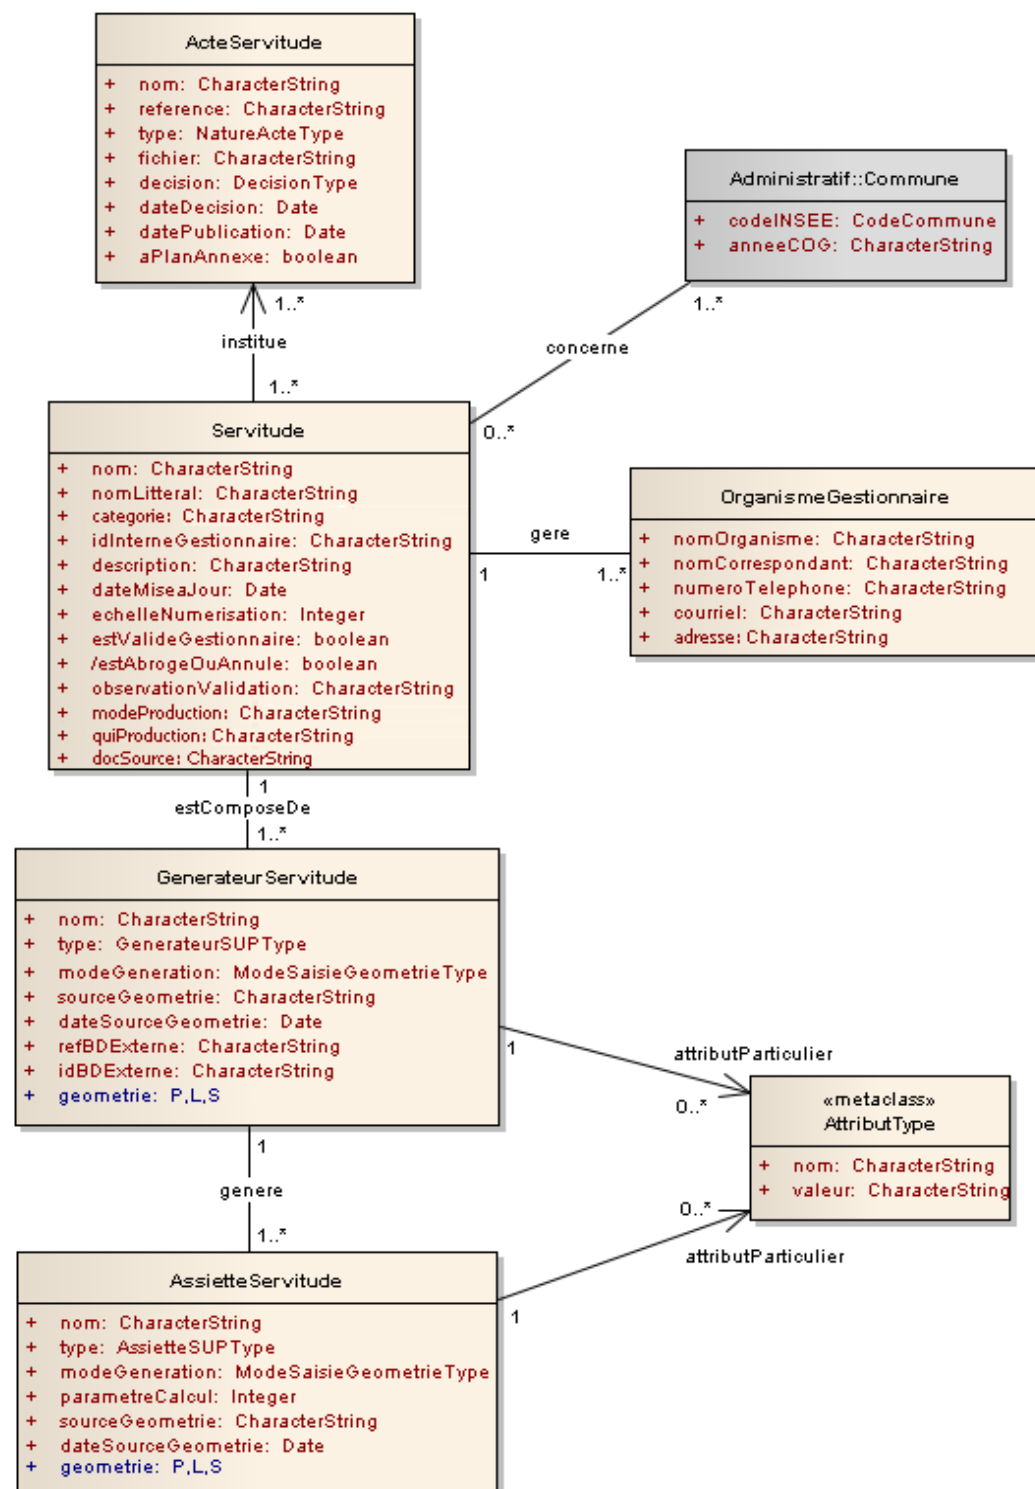 ActeServitude
+ nom: CharacterString
+ reference: CharacterString
+ type: NatureActeType
+ fichier: CharacterString
+ decision: DecisionType
+ dateDecision: Date
+ datePublication: Date
+ aPlanAnnexe: boolean
Administratif::Commune
+ codeINSEE: CodeCommune
+ anneeCOG: CharacterString
1..*
institue
1..*
1..*
concerne
0..*
Servitude
+ nom: CharacterString
+ nomLitteral: CharacterString
+ categorie: CharacterString
+ idInterneGestionnaire: CharacterString
+ description: CharacterString
+ dateMiseaJour: Date
+ echelleNumerisation: Integer
+ estValideGestionnaire: boolean
+ /estAbrogeOuAnnule: boolean
+ observationValidation: CharacterString
+ modeProduction: CharacterString
+ quiProduction: CharacterString
+ docSource: CharacterString
gere
1
1..*
OrganismeGestionnaire
+ nomOrganisme: CharacterString
+ nomCorrespondant: CharacterString
+ numeroTelephone: CharacterString
+ courriel: CharacterString
+ adresse: CharacterString
1
estComposeDe
1..*
GenerateurServitude
+ nom: CharacterString
+ type: GenerateurSUPType
+ modeGeneration: ModeSaisieGeometrieType
+ sourceGeometrie: CharacterString
+ dateSourceGeometrie: Date
+ refBDExterne: CharacterString
+ idBDExterne: CharacterString
+ geometrie: P,L,S
1
attributParticulier
0..*
«metaclass»
AttributType
+ nom: CharacterString
+ valeur: CharacterString
1
genere
1..*
0..*
attributParticulier
1
AssietteServitude
+ nom: CharacterString
+ type: AssietteSUPType
+ modeGeneration: ModeSaisieGeometrieType
+ parametreCalcul: Integer
+ sourceGeometrie: CharacterString
+ dateSourceGeometrie: Date
+ geometrie: P,L,S